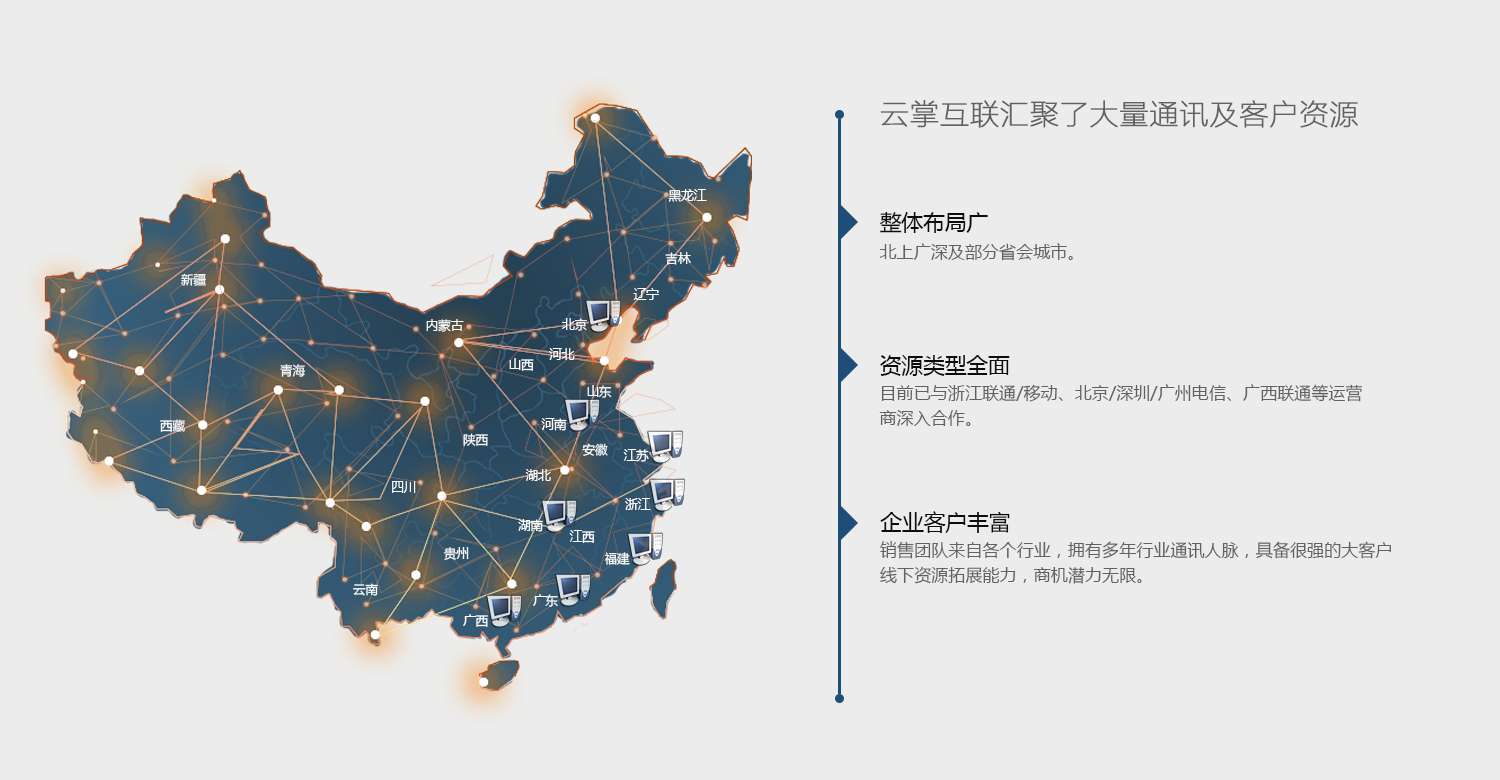 云掌互联汇聚了大量通讯及客户资源
整体布局广
北上广深及部分省会城市。
资源类型全面
目前已与浙江联通/移动、北京/深圳/广州电信、广西联通等运营
商深入合作。
企业客户丰富
销售团队来自各个行业，拥有多年行业通讯人脉，具备很强的大客户
线下资源拓展能力，商机潜力无限。
黑龙江
吉林
辽宁
新疆
内蒙古
北京
河北
山西
青海
山东
西藏
河南
陕西
安徽
江苏
湖北
四川
浙江
湖南
江西
贵州
福建
云南
广东
广西